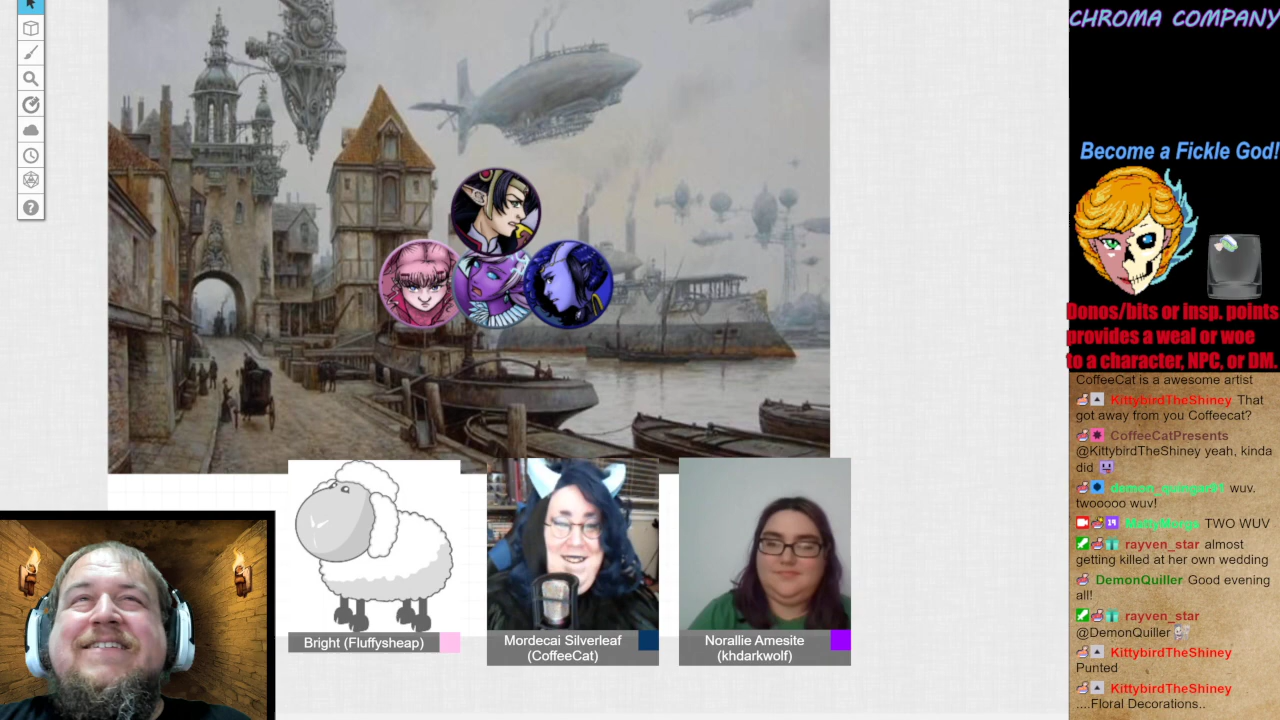 CHROMA COMPANY
Become a Fickle God!
Donos/bits or insp. points
provides a weal or woe
to a character, NPC, or DM.
CoffeeCat is a awesome artist
KittybirdTheShiney That
got away from you Coffeecat?
CoffeeCatPresents
@KittybirdTheShiney yeah, kinda
did
demon_quingar91 wuv.
twooooo wuv!
14 MattyMarge TWO WUV
rayven_star almost
getting killed at her own wedding
DemonQuiller Good evening
all!
rayven_star
@DemonQuiller
KittybirdTheShiney
Punted
KittybirdTheShiney
....Floral Decorations..
Bright (Fluffysheap)
Mordecai Silverleaf
(CoffeeCat)
Norallie Amesite
(khdarkwolf)